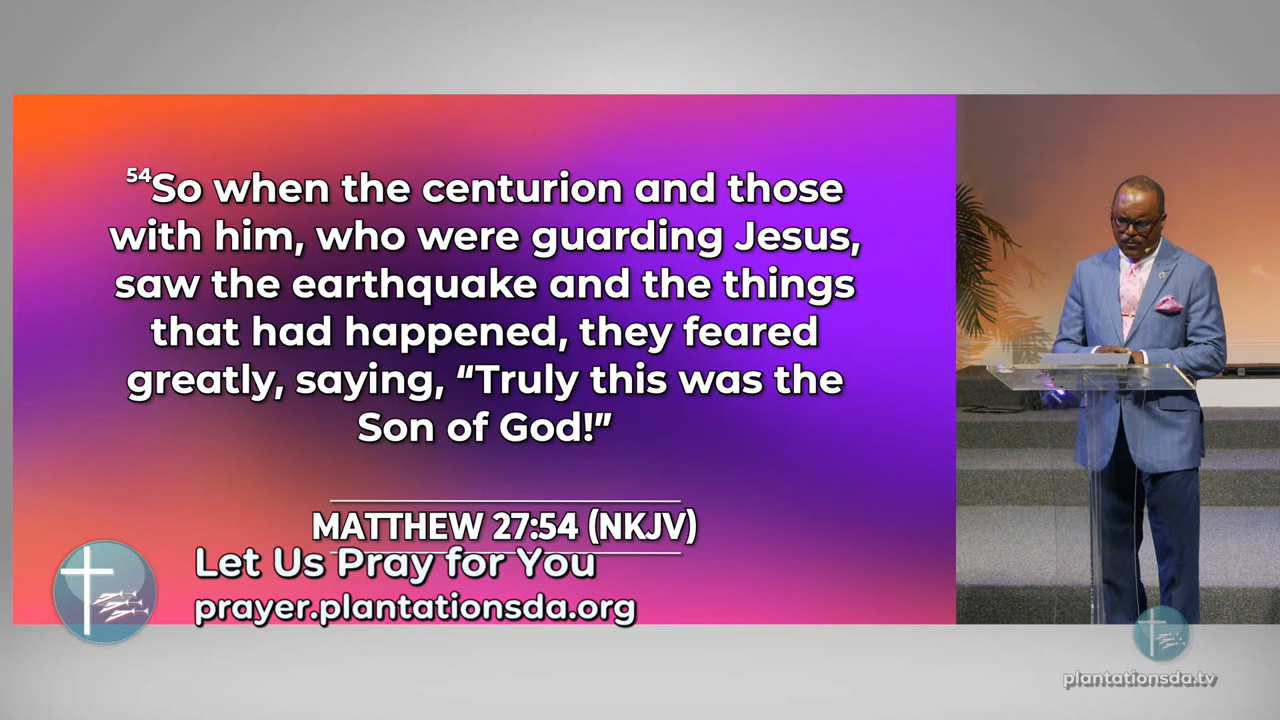 ⁵⁴So when the centurion and those
with him, who were guarding Jesus,
saw the earthquake and the things
that had happened, they feared
greatly, saying, “Truly this was the
Son of God!”
MATTHEW 27:54 (NKJV)
Let Us Pray for You
prayer.plantationsda.org
plantationsda.tv